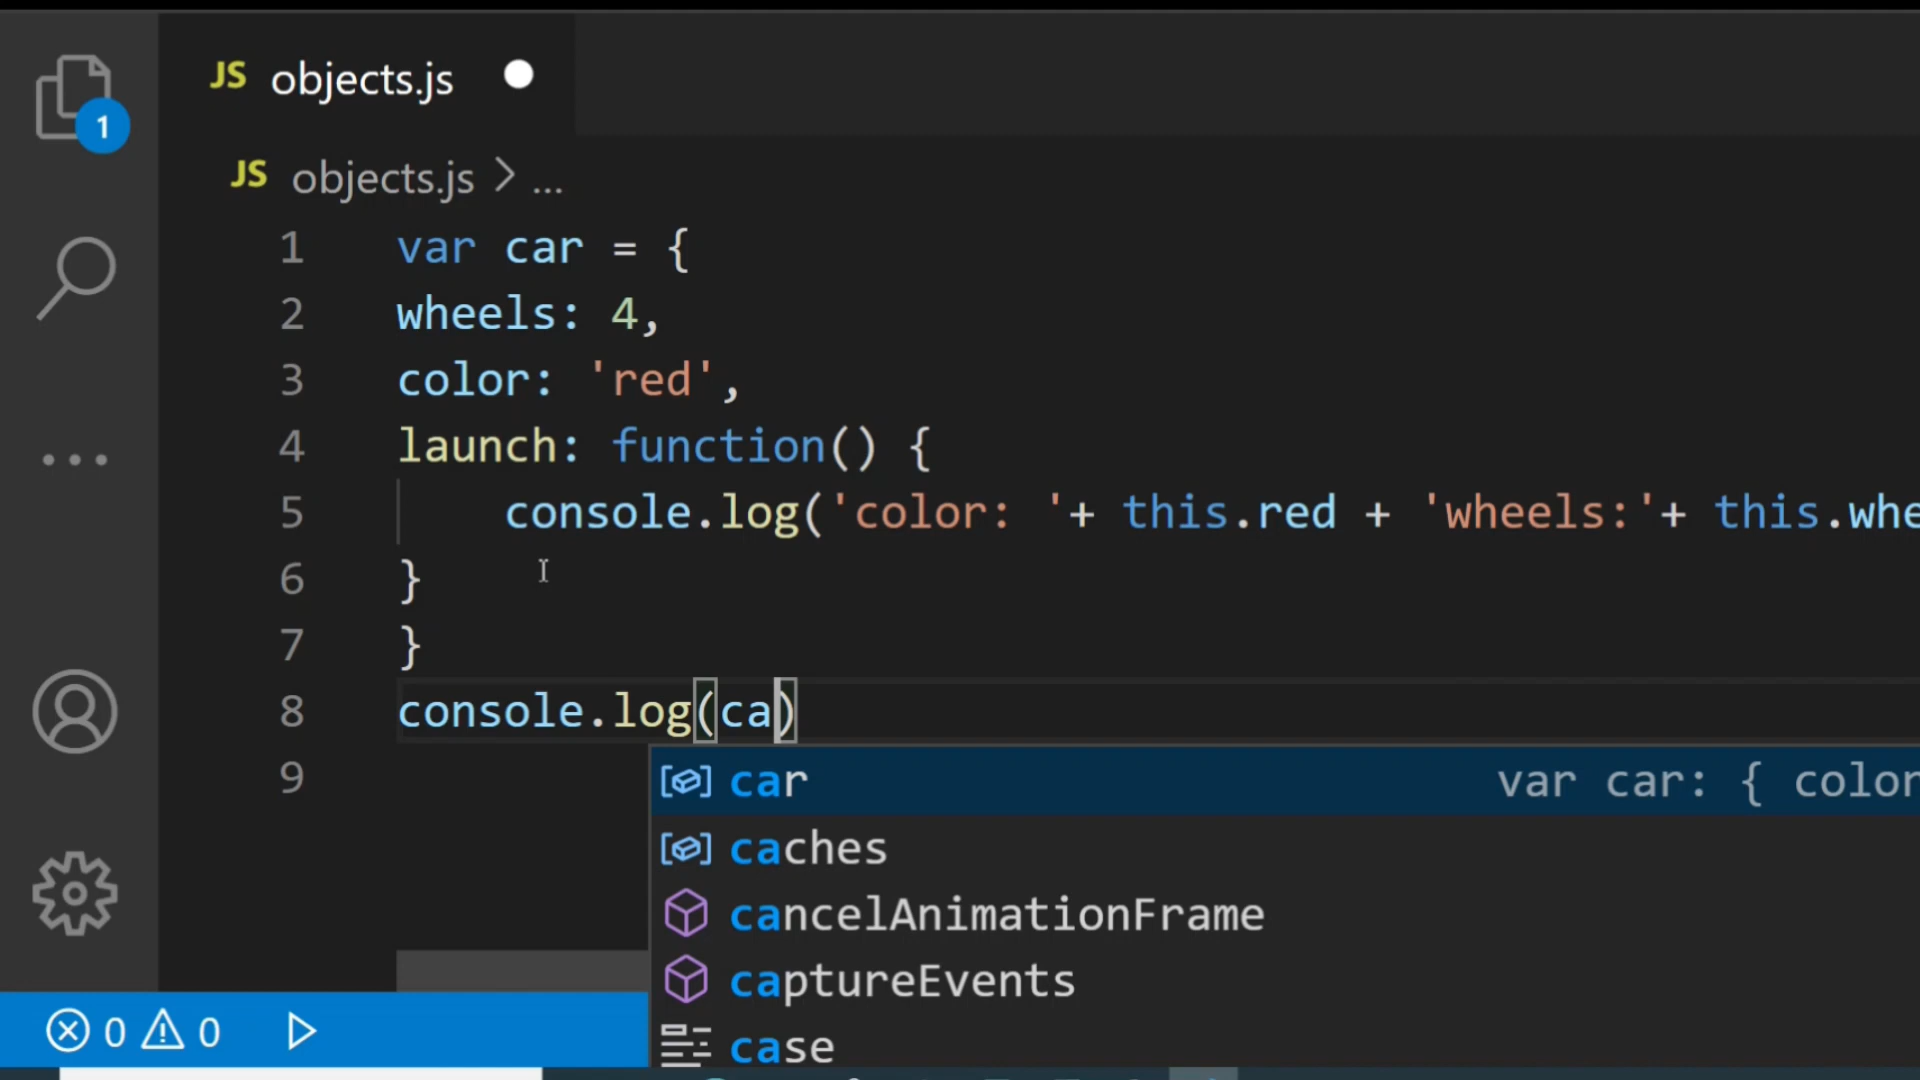 JS objects.js
1
JS objects.js > ...
1 var car = {
2 wheels: 4,
3 color: 'red',
4 launch: function() {
5 console.log('color: '+ this.red + 'wheels:'+ this.whe
6 }
7 }
8 console.log(ca)
9
car var car: { color
caches
cancelAnimationFrame
captureEvents
case
0 0